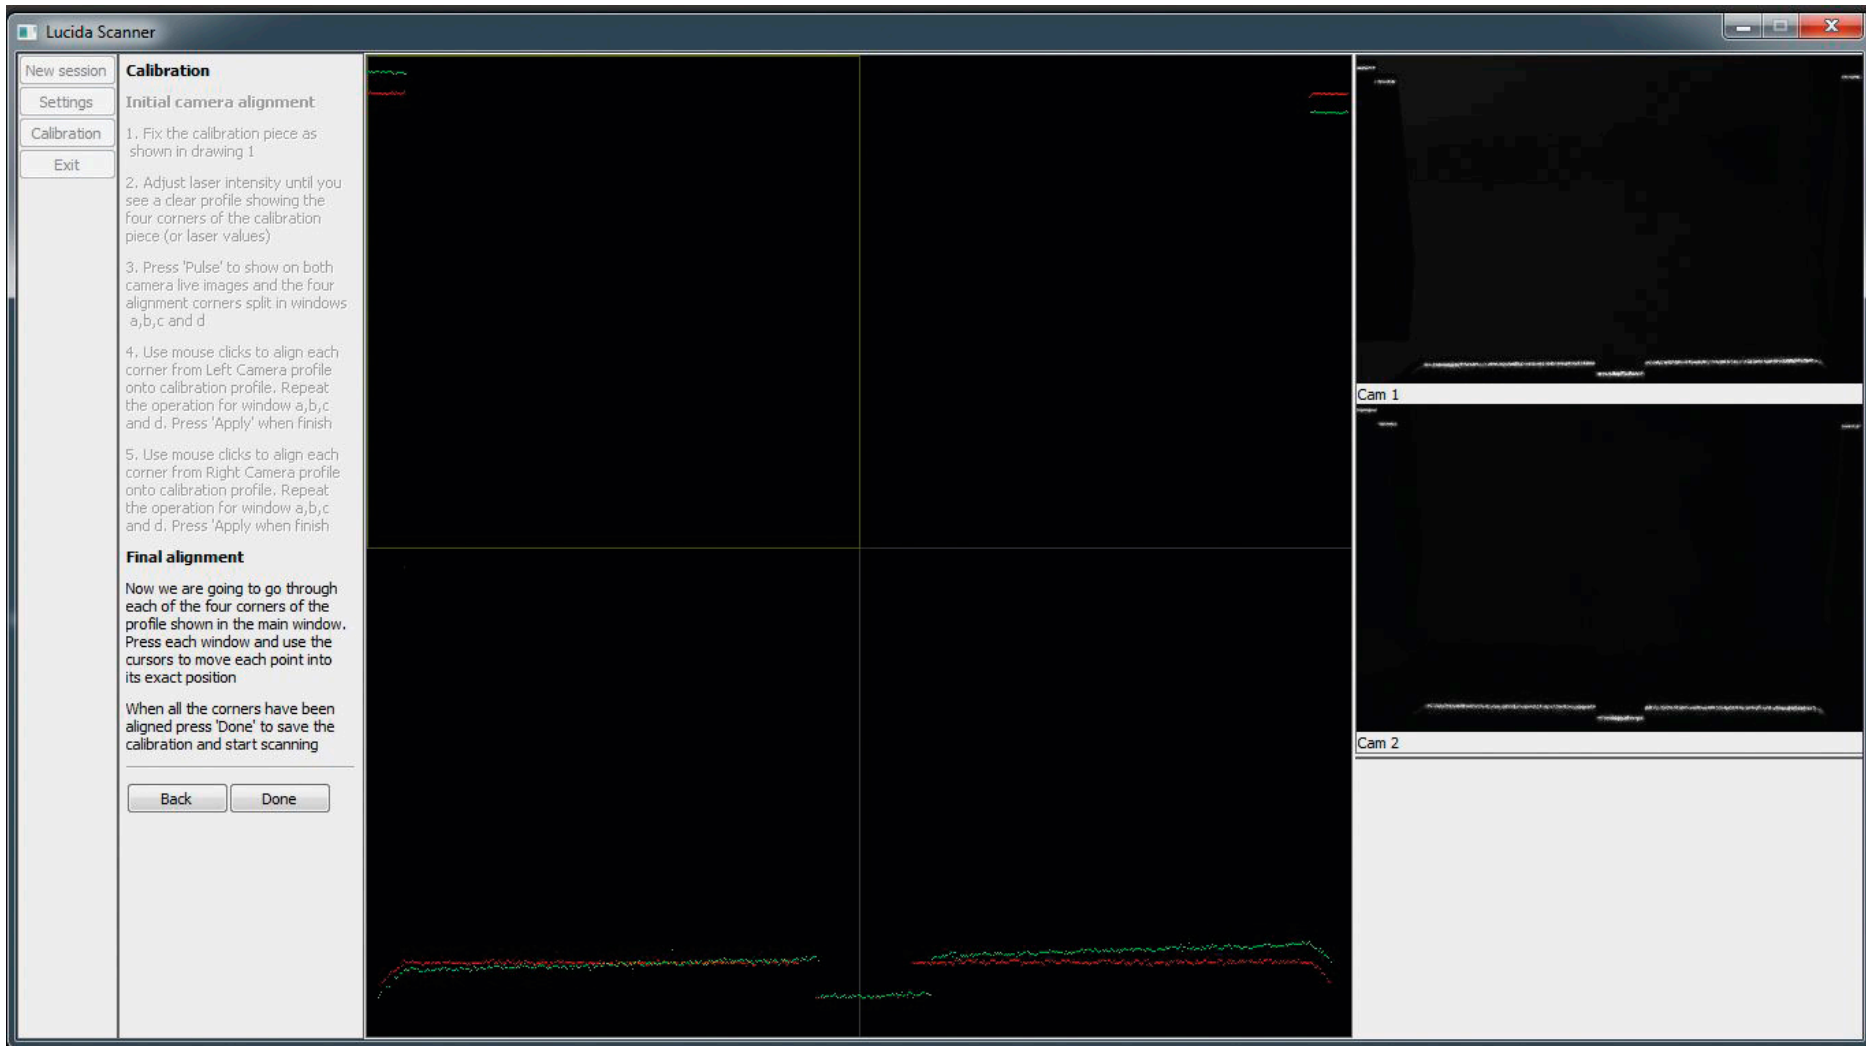 Lucida Scanner
New session
Settings
Calibration
Exit
Calibration
Initial camera alignment
1. Fix the calibration piece as
shown in drawing 1
2. Adjust laser intensity until you
see a clear profile showing the
four corners of the calibration
piece (or laser values)
3. Press 'Pulse' to show on both
camera live images and the four
alignment corners split in windows
a,b,c and d
4. Use mouse clicks to align each
corner from Left Camera profile
onto calibration profile. Repeat
the operation for window a,b,c
and d. Press 'Apply' when finish
5. Use mouse clicks to align each
corner from Right Camera profile
onto calibration profile. Repeat
the operation for window a,b,c
and d. Press 'Apply when finish
Final alignment
Now we are going to go through
each of the four corners of the
profile shown in the main window.
Press each window and use the
cursors to move each point into
its exact position
When all the corners have been
aligned press 'Done' to save the
calibration and start scanning
Back
Done
Cam 1
Cam 2